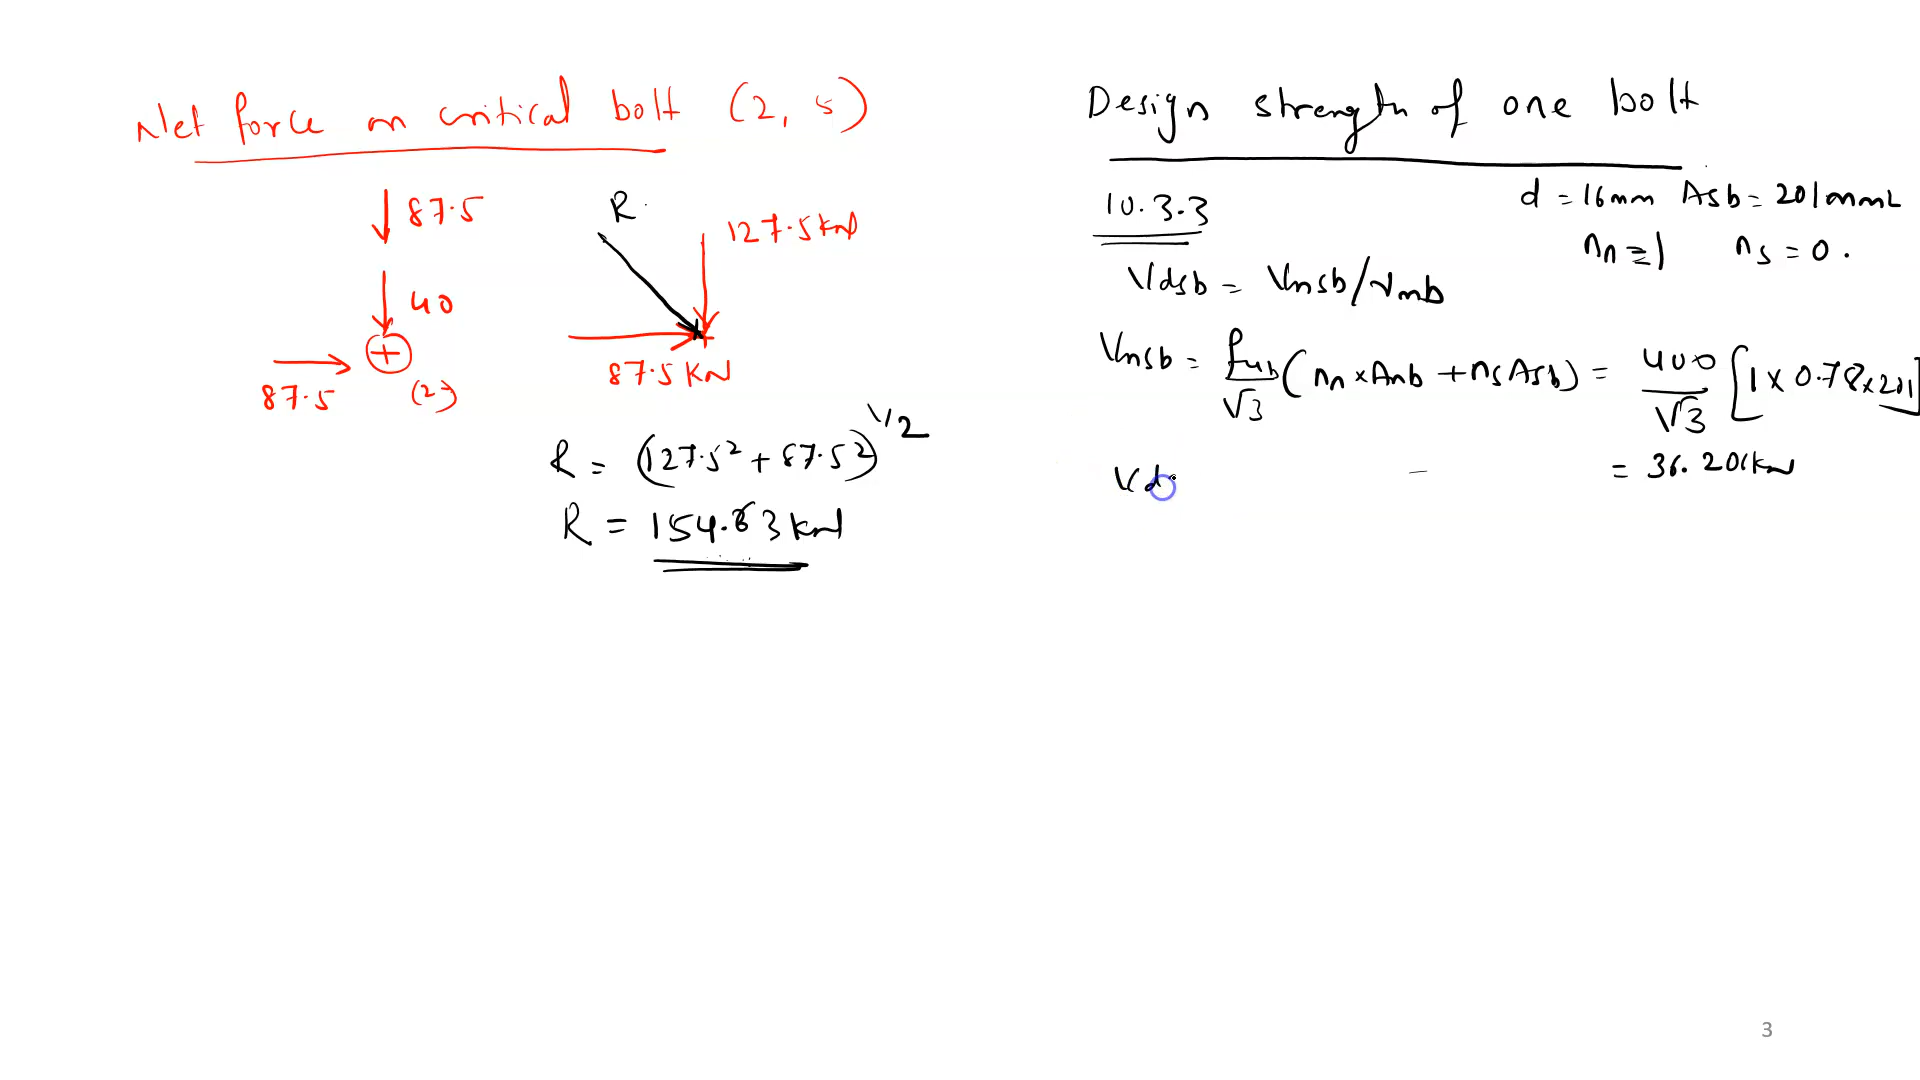 Net force on critical bolt (2, 5)
↓ 87.5
↓ 40
87.5
(2)
R
127.5 kN
87.5 KN
R = (127.5² + 87.5²)^1/2
R = 154.63 kN
Design strength of one bolt
10.3.3
d = 16mm Asb = 201mm2
nn = 1 ns = 0.
Vdsb = Vnsb/γmb
Vnsb = fub/√3 (nn × Anb + nsAsb) = 400/√3 [1 × 0.78 × 201]
= 36.20 kN
Vd
3